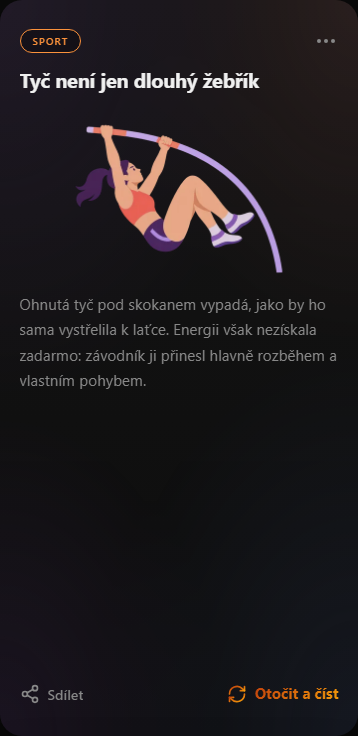 SPORT
Tyč není jen dlouhý žebřík
Ohnutá tyč pod skokanem vypadá, jako by ho
sama vystřelila k laťce. Energii však nezískala
zadarmo: závodník ji přinesl hlavně rozběhem a
vlastním pohybem.
Sdílet
Otočit a číst